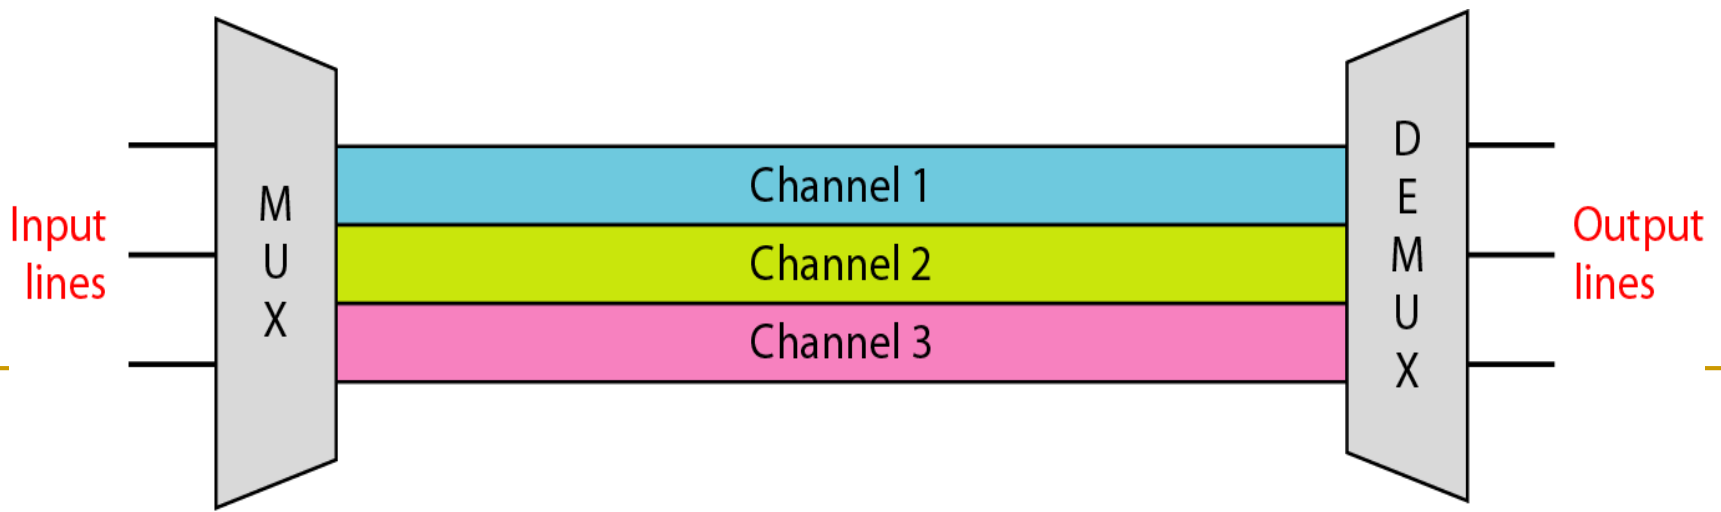 Input
lines
M
U
X
Channel 1
Channel 2
Channel 3
D
E
M
U
X
Output
lines